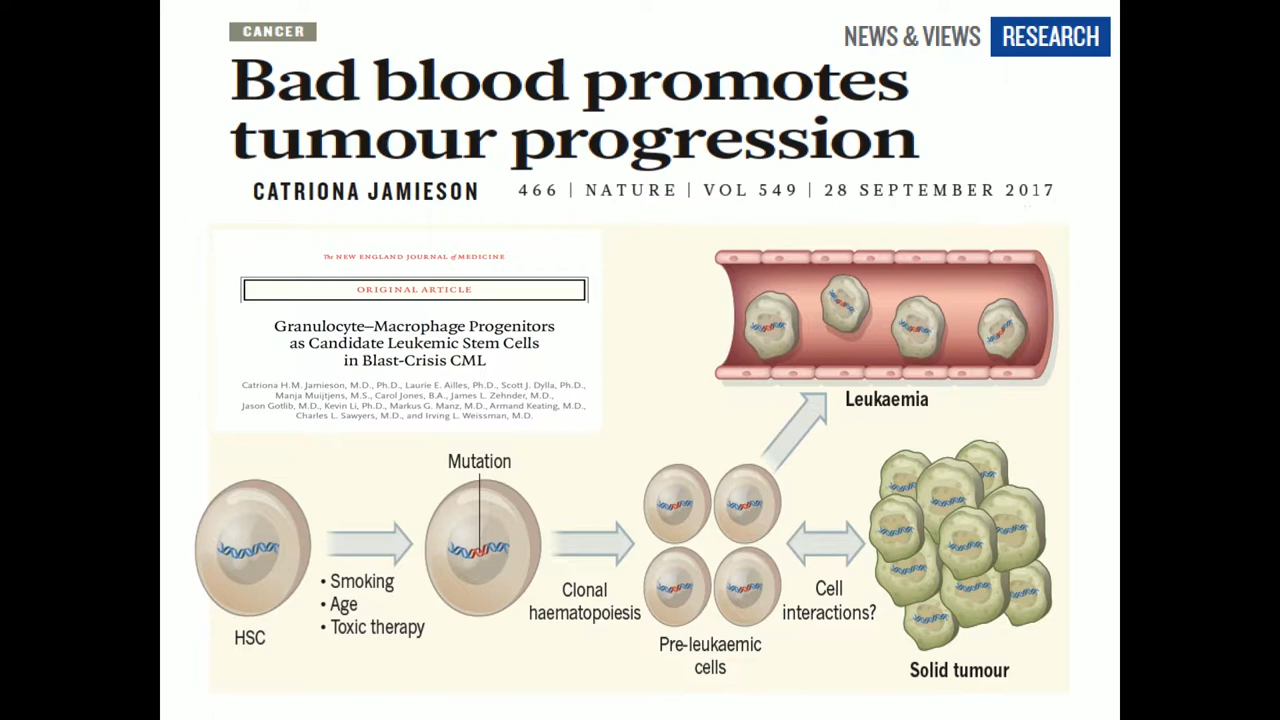 CANCER
NEWS & VIEWS RESEARCH
Bad blood promotes
tumour progression
CATRIONA JAMIESON 466 | NATURE | VOL 549 | 28 SEPTEMBER 2017
The NEW ENGLAND JOURNAL of MEDICINE
ORIGINAL ARTICLE
Granulocyte–Macrophage Progenitors
as Candidate Leukemic Stem Cells
in Blast-Crisis CML
Catriona H.M. Jamieson, M.D., Ph.D., Laurie E. Ailles, Ph.D., Scott J. Dylla, Ph.D.,
Manja Muijtjens, M.S., Carol Jones, B.A., James L. Zehnder, M.D.,
Jason Gotlib, M.D., Kevin Li, Ph.D., Markus G. Manz, M.D., Armand Keating, M.D.,
Charles L. Sawyers, M.D., and Irving L. Weissman, M.D.
Leukaemia
Mutation
• Smoking
• Age
• Toxic therapy
HSC
Clonal
haematopoiesis
Pre-leukaemic
cells
Cell
interactions?
Solid tumour